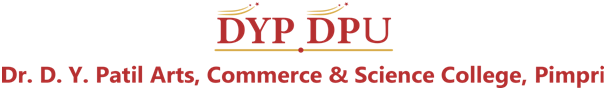 DYP DPU
Dr. D. Y. Patil Arts, Commerce & Science College, Pimpri